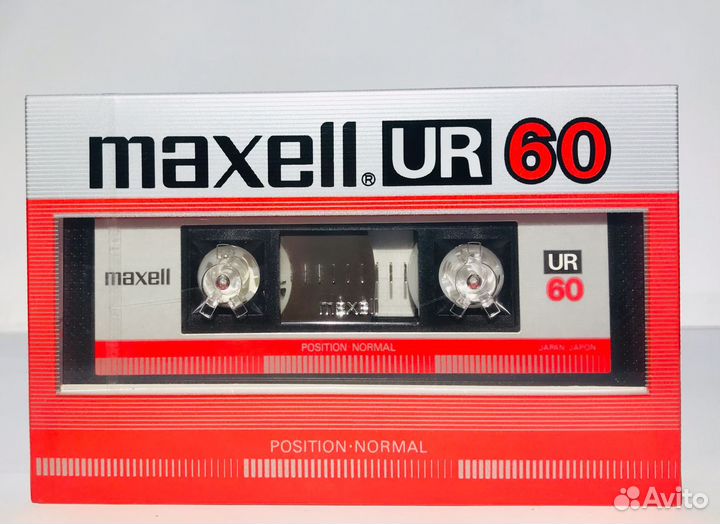 maxell® UR 60
maxell maxell UR
60
POSITION NORMAL JAPAN JAPON
POSITION·NORMAL
Avito